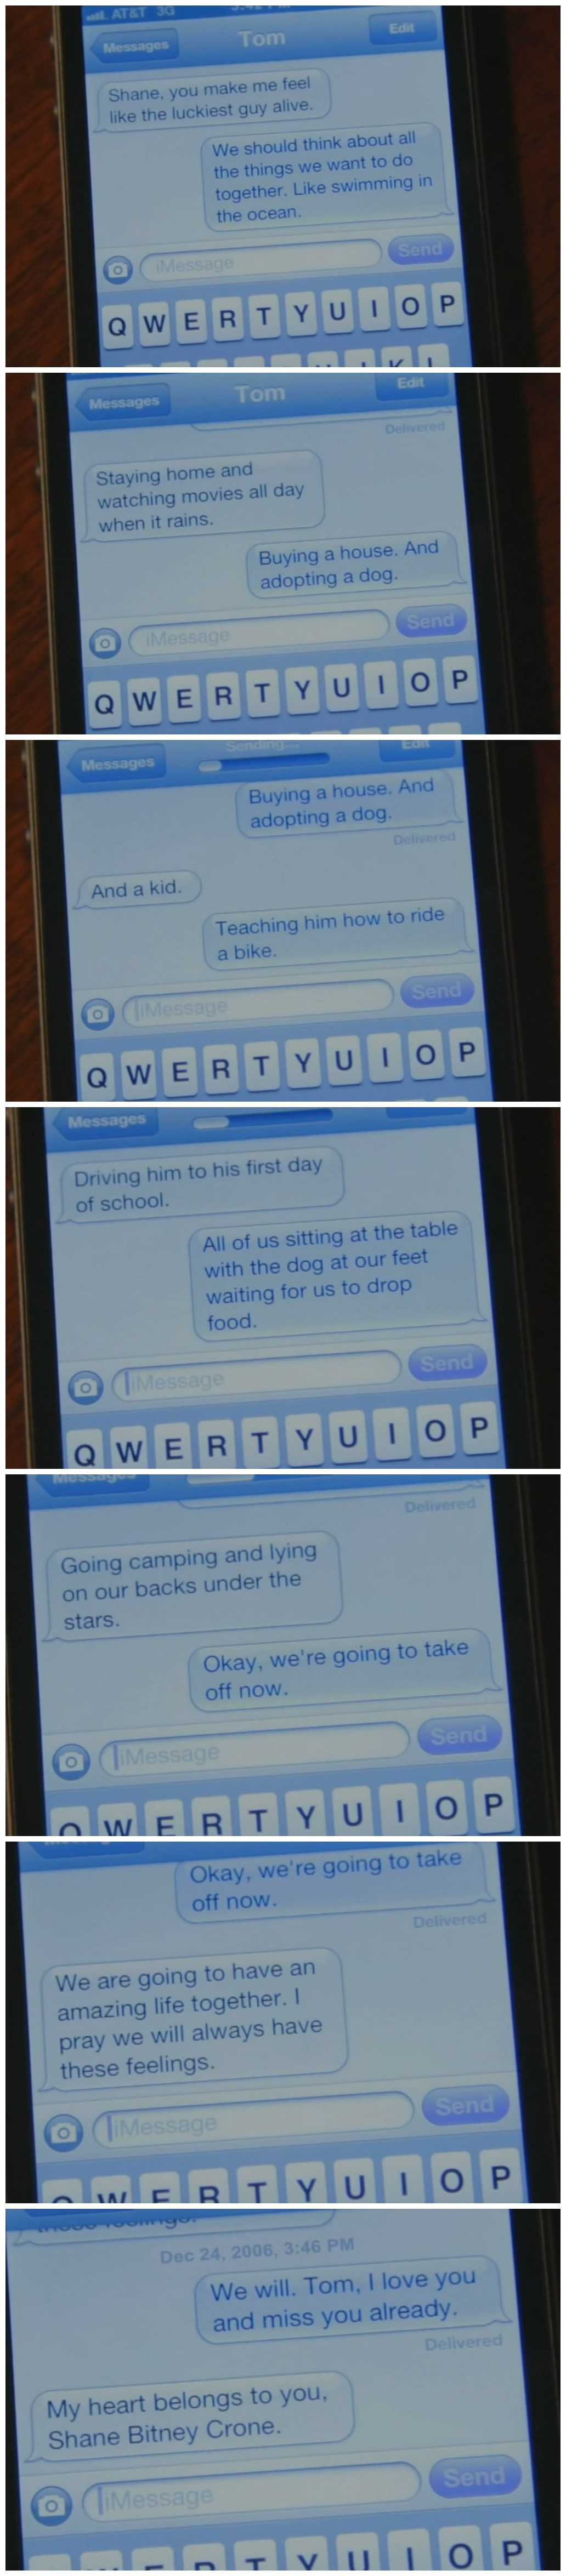 AT&T 3G
Messages
Tom
Edit
Shane, you make me feel
like the luckiest guy alive.
We should think about all
the things we want to do
together. Like swimming in
the ocean.
iMessage
Send
Q W E R T Y U I O P
Messages
Tom
Edit
Delivered
Staying home and
watching movies all day
when it rains.
Buying a house. And
adopting a dog.
iMessage
Send
Q W E R T Y U I O P
Sending...
Messages
Edit
Buying a house. And
adopting a dog.
Delivered
And a kid.
Teaching him how to ride
a bike.
iMessage
Send
Q W E R T Y U I O P
Messages
Driving him to his first day
of school.
All of us sitting at the table
with the dog at our feet
waiting for us to drop
food.
iMessage
Send
Q W E R T Y U I O P
Messages
Delivered
Going camping and lying
on our backs under the
stars.
Okay, we're going to take
off now.
iMessage
Send
Q W E R T Y U I O P
Okay, we're going to take
off now.
Delivered
We are going to have an
amazing life together. I
pray we will always have
these feelings.
iMessage
Send
Q W E R T Y U I O P
these feelings.
Dec 24, 2006, 3:46 PM
We will. Tom, I love you
and miss you already.
Delivered
My heart belongs to you,
Shane Bitney Crone.
iMessage
Send
W E R T Y U I O P